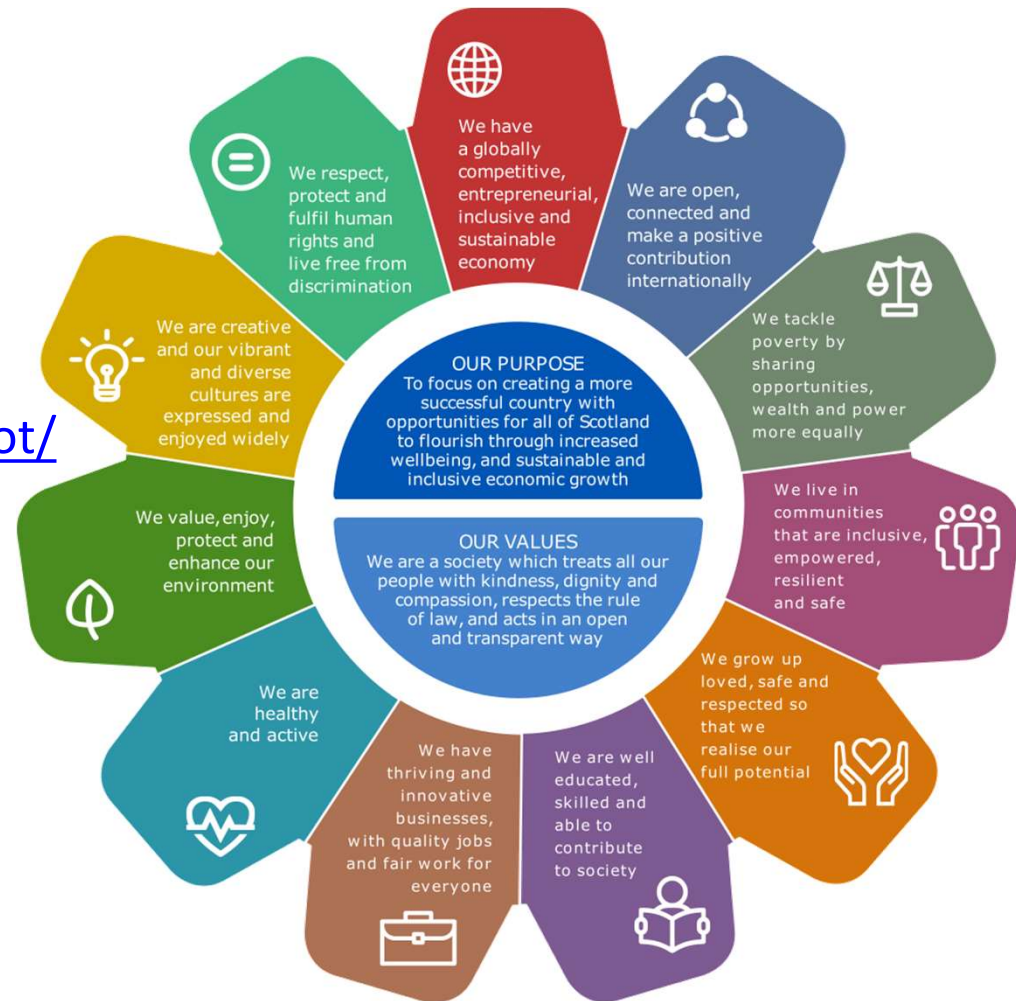 We have
a globally
competitive,
entrepreneurial,
inclusive and
sustainable
economy
We are open,
connected and
make a positive
contribution
internationally
We tackle
poverty by
sharing
opportunities,
wealth and power
more equally
We live in
communities
that are inclusive,
empowered,
resilient
and safe
We grow up
loved, safe and
respected so
that we
realise our
full potential
We are well
educated,
skilled and
able to
contribute
to society
We have
thriving and
innovative
businesses,
with quality jobs
and fair work for
everyone
We are
healthy
and active
We value, enjoy,
protect and
enhance our
environment
We are creative
and our vibrant
and diverse
cultures are
expressed and
enjoyed widely
We respect,
protect and
fulfil human
rights and
live free from
discrimination
OUR PURPOSE
To focus on creating a more
successful country with
opportunities for all of Scotland
to flourish through increased
wellbeing, and sustainable and
inclusive economic growth
OUR VALUES
We are a society which treats all our
people with kindness, dignity and
compassion, respects the rule
of law, and acts in an open
and transparent way
ot/